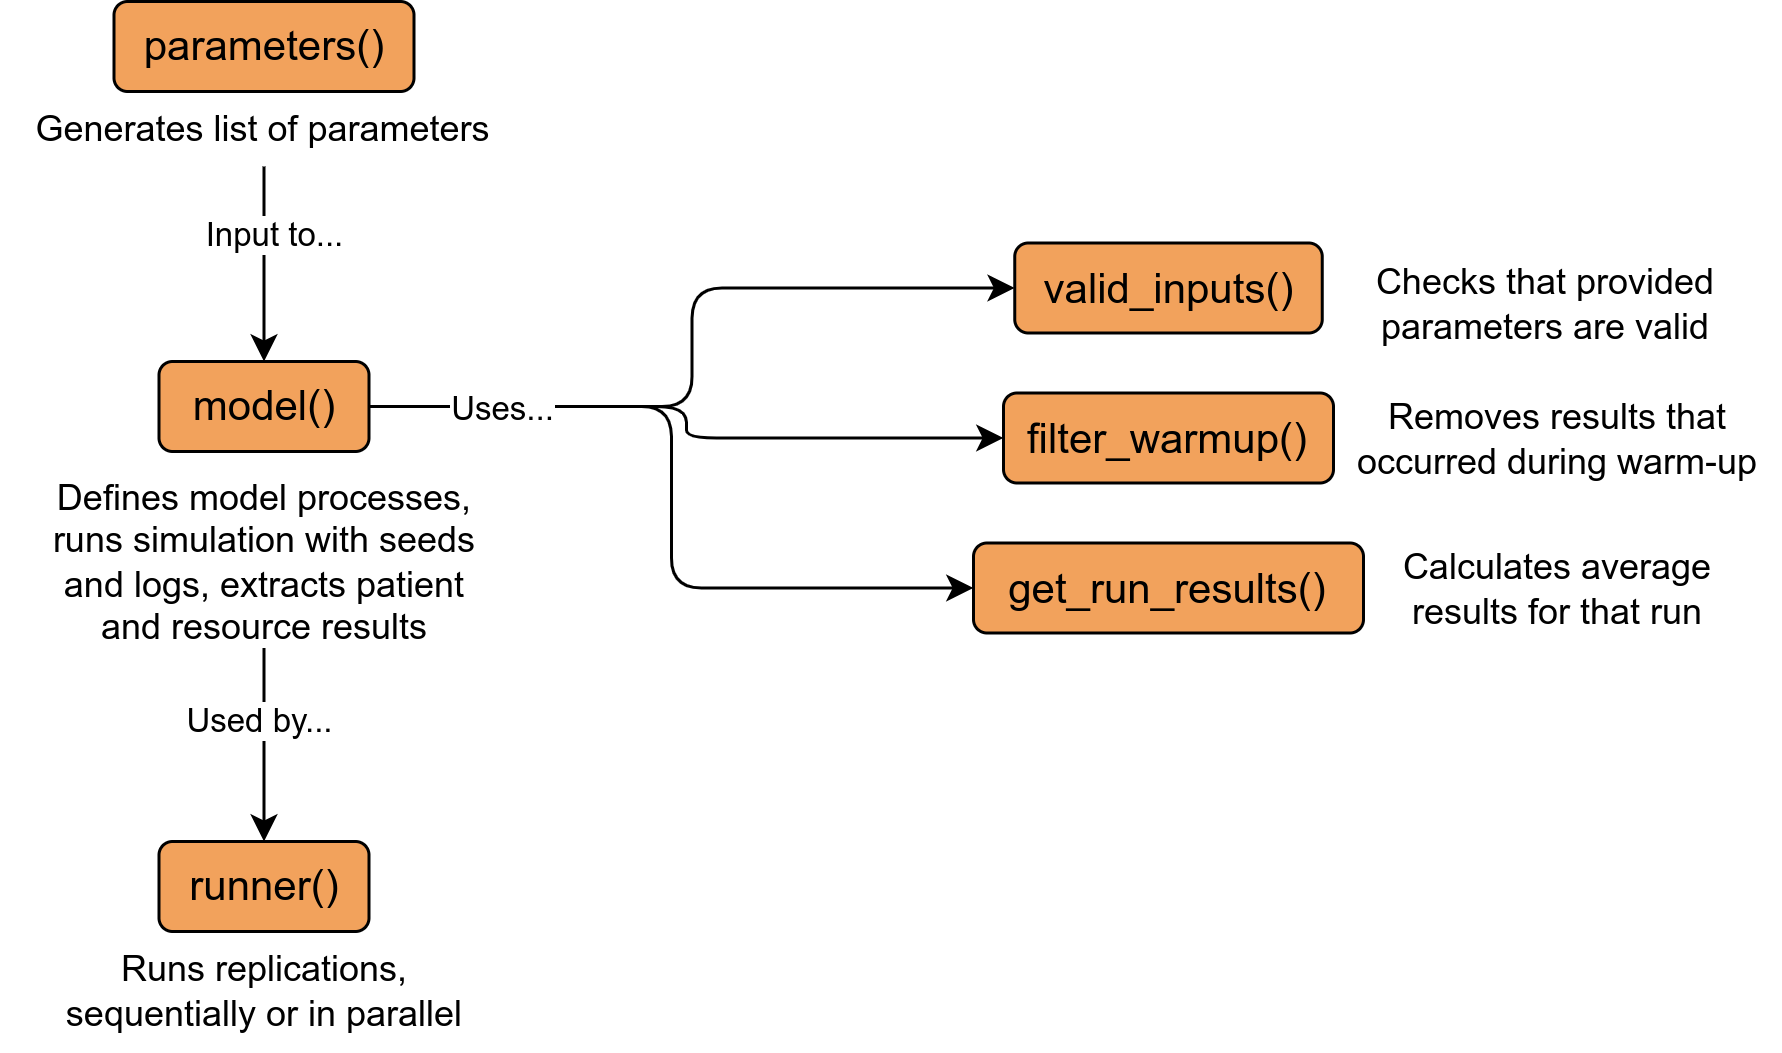 parameters()
Generates list of parameters
Input to...
model()
Uses...
Defines model processes,
runs simulation with seeds
and logs, extracts patient
and resource results
Used by...
runner()
Runs replications,
sequentially or in parallel
valid_inputs()
Checks that provided
parameters are valid
filter_warmup()
Removes results that
occurred during warm-up
get_run_results()
Calculates average
results for that run